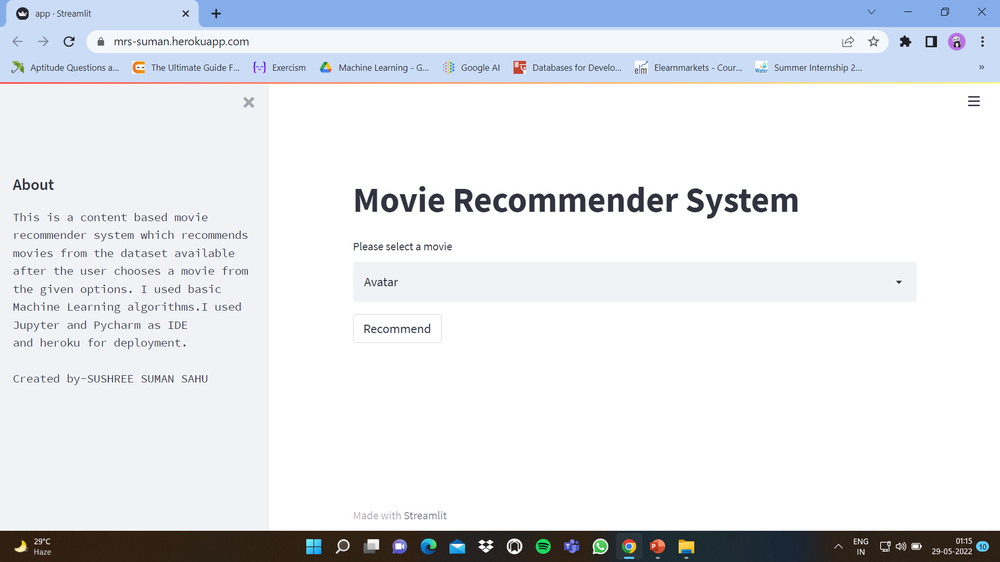 app · Streamlit
mrs-suman.herokuapp.com
Aptitude Questions a...
The Ultimate Guide F...
Exercism
Machine Learning - G...
Google AI
Databases for Develo...
elm
Elearnmarkets - Cour...
Water
Summer Internship 2...
»
About
This is a content based movie
recommender system which recommends
movies from the dataset available
after the user chooses a movie from
the given options. I used basic
Machine Learning algorithms.I used
Jupyter and Pycharm as IDE
and heroku for deployment.
Created by-SUSHREE SUMAN SAHU
Movie Recommender System
Please select a movie
Avatar
Recommend
Made with Streamlit
29°C
Haze
ENG
IN
01:15
29-05-2022
10